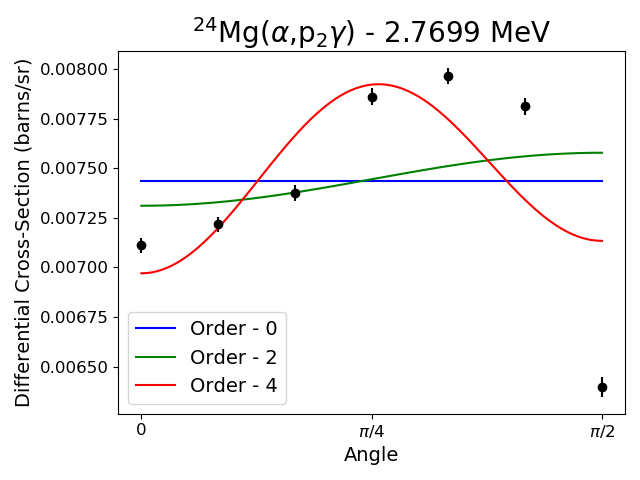 ²⁴Mg(α,p₂γ) - 2.7699 MeV
Differential Cross-Section (barns/sr)
0.00800
0.00775
0.00750
0.00725
0.00700
0.00675
0.00650
Order - 0
Order - 2
Order - 4
0 π/4 π/2
Angle